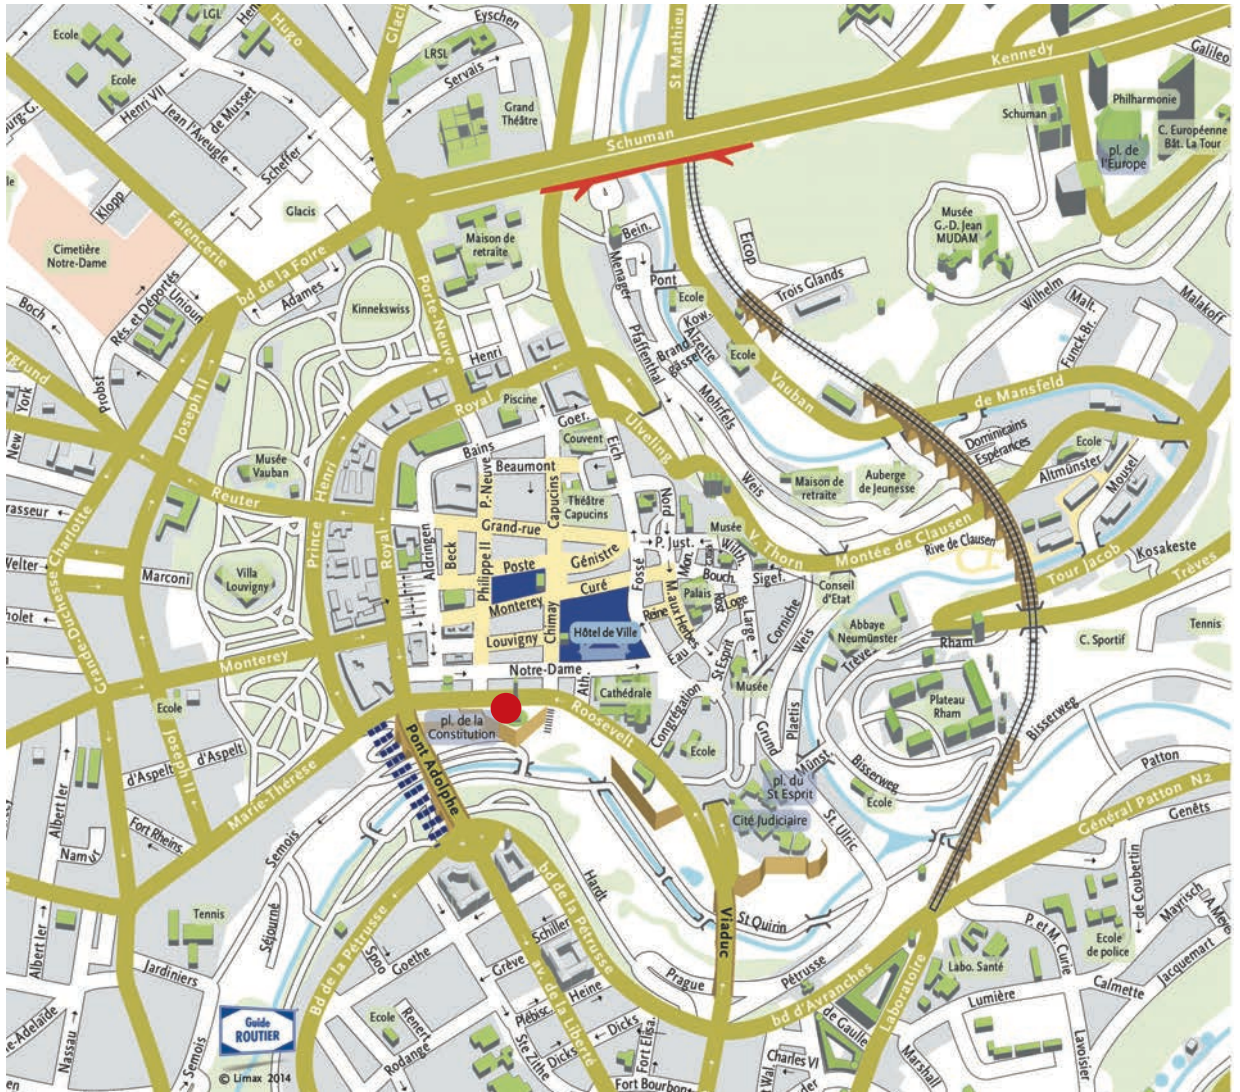 Ecole
LGL
Hugo
Glacis
Eyschen
LRSL
Servais
St Mathieu
Kennedy
Galileo
Ecole
Henri VII
Jean l'Aveugle
de Musset
Scheffer
Grand
Théâtre
Schuman
Schuman
Philharmonie
C. Européenne
Bât. La Tour
pl. de
l'Europe
Klopp
Glacis
Cimetière
Notre-Dame
Faïencerie
bd de la Foire
Maison de
retraite
Bein.
Menager
Pont
Eicop
Trois Glands
Musée
G.-D. Jean
MUDAM
Wilhelm
Malt.
Malakoff
Funck-Br.
Boch
Rés. et Déportés
Union
Adames
Kinnekswiss
Porte-Neuve
Henri
Pfaffenthal
Ecole
Kow.
Alzette
Brand
gässe
Ecole
Vauban
Mohrfels
York
New
Probst
Joseph II
Royal
Piscine
Goer.
Bains
Couvent
Eich
Ulveling
de Mansfeld
Dominicains
Espérances
Ecole
Altmünster
Mousel
Musée
Vauban
Henri
Beaumont
P.-Neuve
Capucins
Théâtre
Capucins
Nord
Weis
Maison de
retraite
Auberge
de Jeunesse
Reuter
Grand-rue
Musée
V. Thorn
Montée de Clausen
Rive de Clausen
Welter
Marconi
Villa
Louvigny
Prince
Royal
Aldringen
Beck
Philippe II
Poste
Génistre
Curé
Fossé
P. Just.
Wilth.
Mon.
Bouch.
Sigef.
Conseil
d'Etat
Tour Jacob
Kosakeste
Trèves
Grande-Duchesse Charlotte
Monterey
Chimay
Palais
M. aux Herbes
Rost
Loge
Large
Corniche
Weis
Reine
Hôtel de Ville
Louvigny
Notre-Dame
Eau
St Esprit
Abbaye
Neumünster
Trèves
Rham
C. Sportif
Tennis
Monterey
Ath.
Cathédrale
Musée
Plateau
Rham
Bisserweg
Ecole
Joseph II
d'Aspelt
d'Aspelt
pl. de la
Constitution
Roosevelt
Congrégation
Ecole
Grund
Plaetis
Münst.
Bisserweg
Ecole
Patton
Général Patton N2
Genêts
Albert Ier
Fort Rheins.
Namur
Marie-Thérèse
Pont Adolphe
pl. du
St Esprit
Cité Judiciaire
St. Ulric
Semois
Séjourné
Tennis
Albert Ier
Jardiniers
Hardt
bd de la Pétrusse
Bd de la Pétrusse
Viaduc
St Quirin
Pétrusse
Prague
bd d'Avranches
de Coubertin
Mayrisch
P. et M. Curie
Ecole
de police
Jacquemart
Calmette
Labo. Santé
Lumière
Laboratoire
Lavoisier
Spoo
Goethe
Schiller
Grève
Heine
Plébisc.
Ste Zithe
Dicks
Dicks
Fort Elisa.
av. de la Liberté
Ecole
Renert
Rodange
Nassau
Semois
Fort Bourbon
Charles VI
de Gaulle
Marshall
Guide
ROUTIER
© Limax 2014